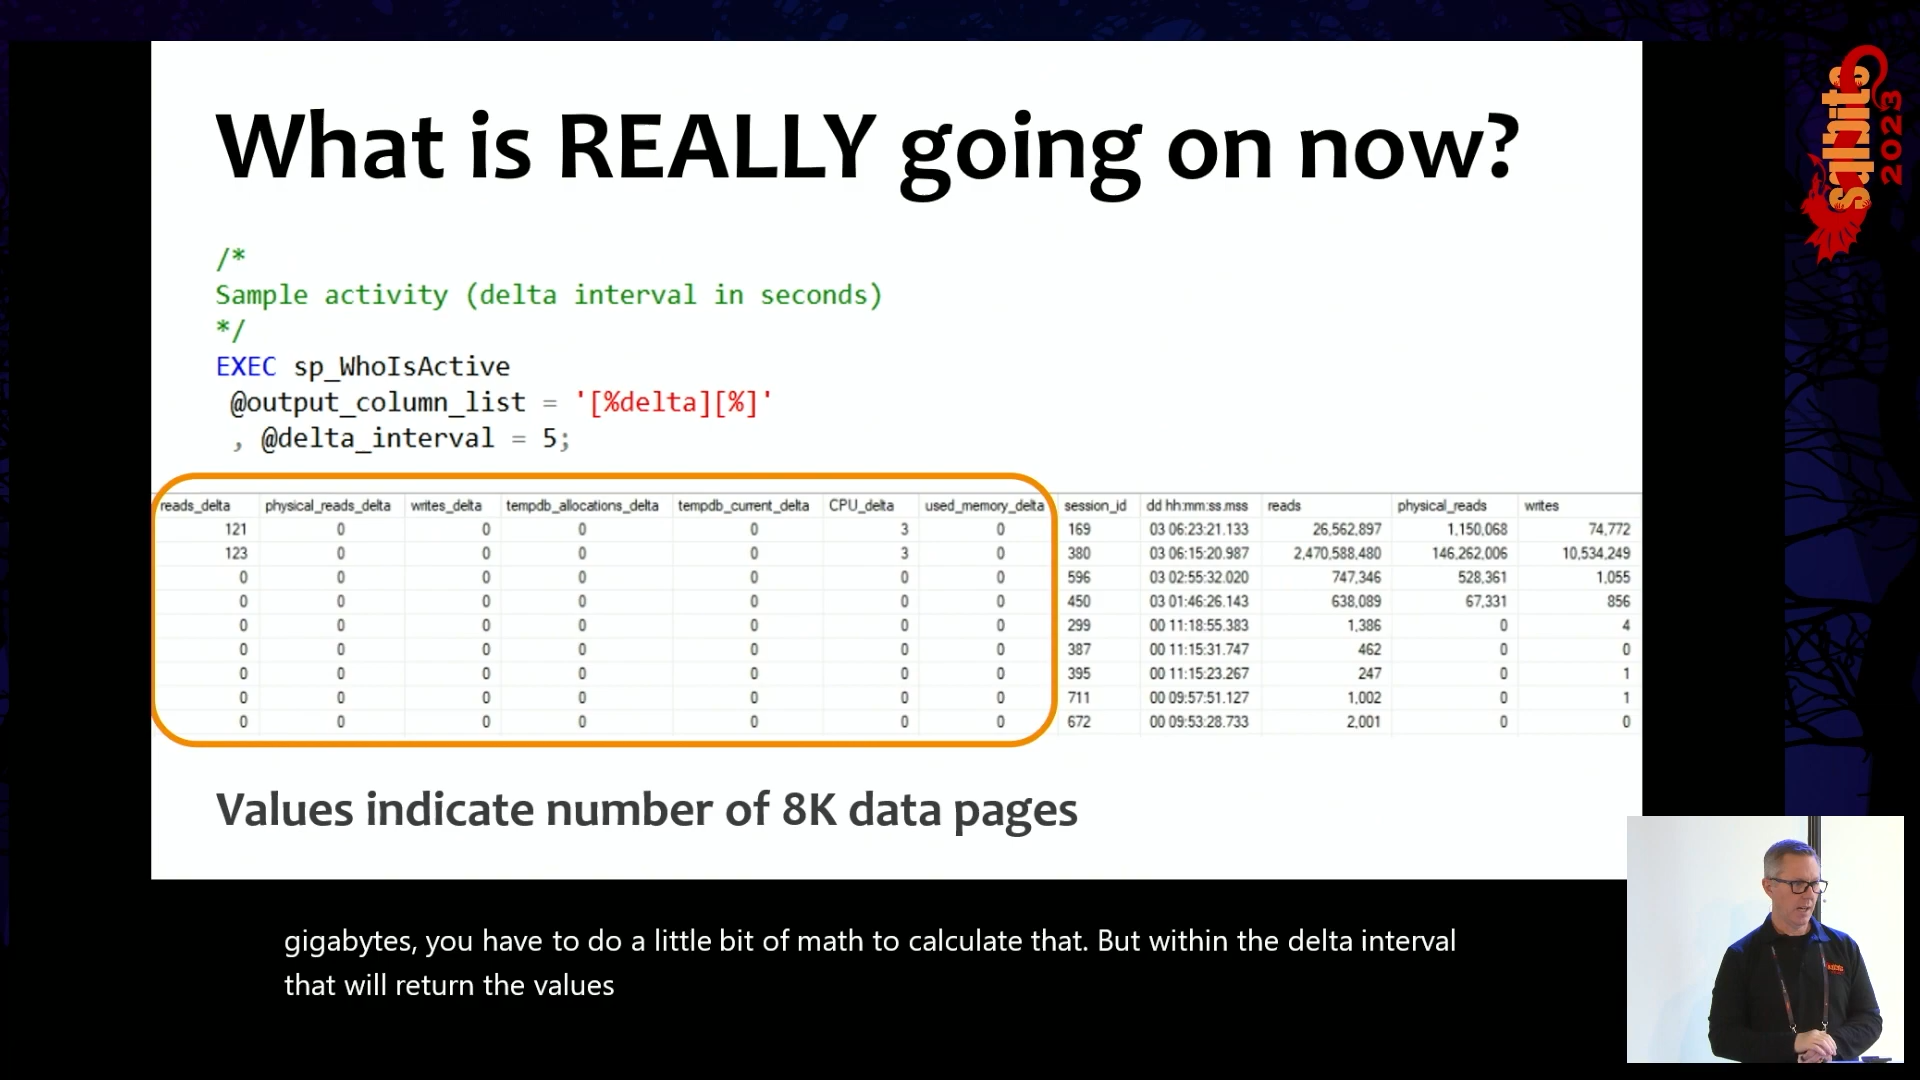 What is REALLY going on now?
/*
Sample activity (delta interval in seconds)
*/
EXEC sp_WhoIsActive
@output_column_list = '[%delta][%]'
, @delta_interval = 5;
reads_delta physical_reads_delta writes_delta tempdb_allocations_delta tempdb_current_delta CPU_delta used_memory_delta session_id dd hh:mm:ss.mss reads physical_reads writes
121 0 0 0 0 3 0 169 03 06:23:21.133 26,562,897 1,150,068 74,772
123 0 0 0 0 3 0 380 03 06:15:20.987 2,470,588,480 146,262,006 10,534,249
0 0 0 0 0 0 0 596 03 02:55:32.020 747,346 528,361 1,055
0 0 0 0 0 0 0 450 03 01:46:26.143 638,089 67,331 856
0 0 0 0 0 0 0 299 00 11:18:55.383 1,386 0 4
0 0 0 0 0 0 0 387 00 11:15:31.747 462 0 0
0 0 0 0 0 0 0 395 00 11:15:23.267 247 0 1
0 0 0 0 0 0 0 711 00 09:57:51.127 1,002 0 1
0 0 0 0 0 0 0 672 00 09:53:28.733 2,001 0 0
Values indicate number of 8K data pages
gigabytes, you have to do a little bit of math to calculate that. But within the delta interval
that will return the values
sqlbits
2023